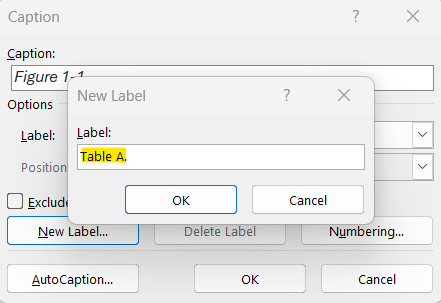 Caption ?
Caption:
Figure 1-1
New Label ?
Options
Label:
Label:
Table A.
Position
Exclude
OK Cancel
New Label... Delete Label Numbering...
AutoCaption... OK Cancel